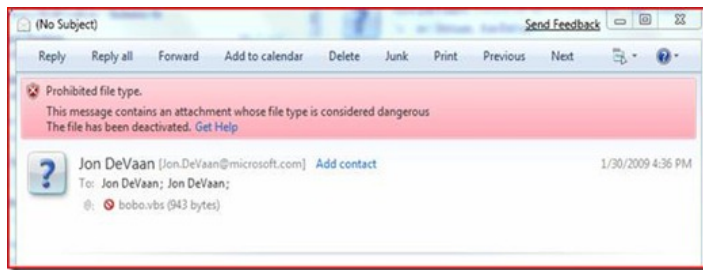 (No Subject) Send Feedback
Reply Reply all Forward Add to calendar Delete Junk Print Previous Next
Prohibited file type.
This message contains an attachment whose file type is considered dangerous
The file has been deactivated. Get Help
Jon DeVaan [Jon.DeVaan@microsoft.com] Add contact 1/30/2009 4:36 PM
To: Jon DeVaan; Jon DeVaan;
bobo.vbs (943 bytes)